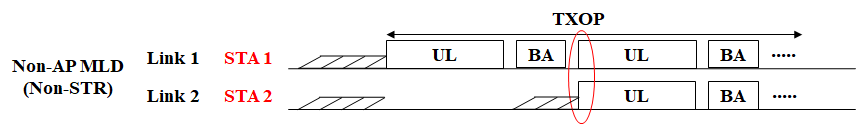 TXOP
Non-AP MLD
(Non-STR)
Link 1 STA 1 UL BA UL BA .....
Link 2 STA 2 UL BA .....